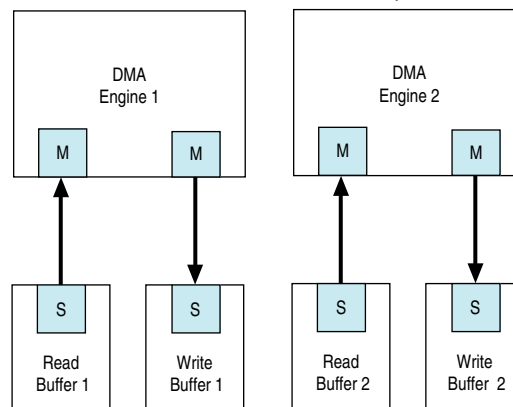 DMA
Engine 1
DMA
Engine 2
M
M
M
M
S
S
S
S
Read
Buffer 1
Write
Buffer 1
Read
Buffer 2
Write
Buffer 2